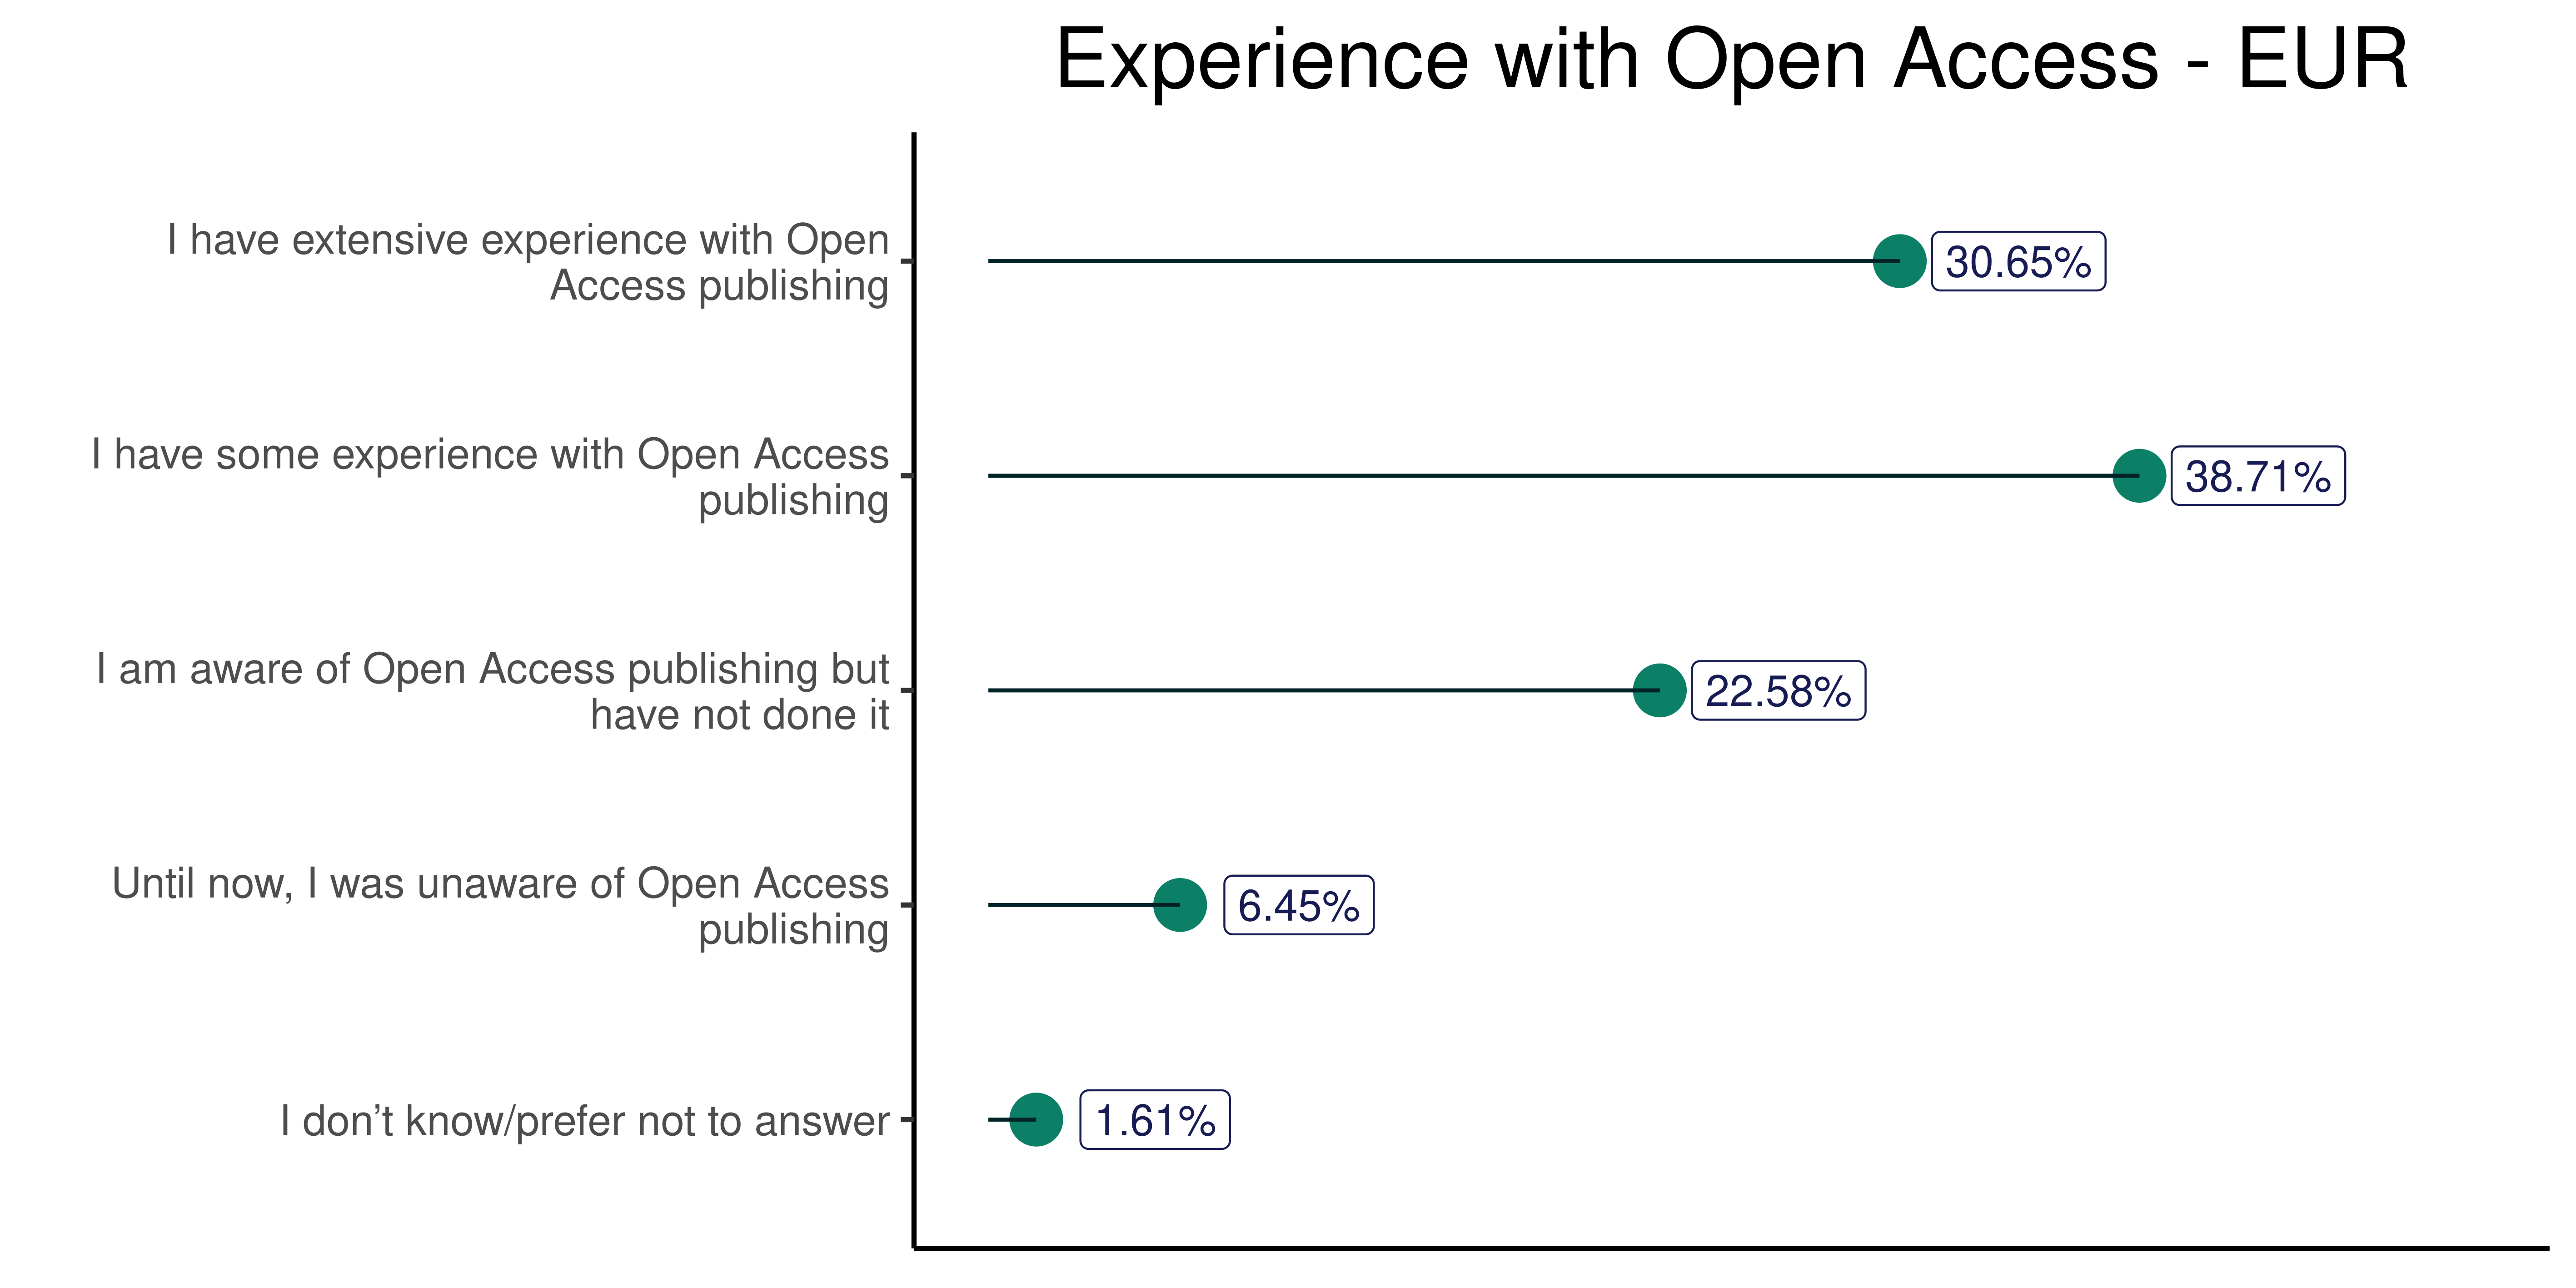 Experience with Open Access - EUR
I have extensive experience with Open
Access publishing
30.65%
I have some experience with Open Access
publishing
38.71%
I am aware of Open Access publishing but
have not done it
22.58%
Until now, I was unaware of Open Access
publishing
6.45%
I don’t know/prefer not to answer
1.61%